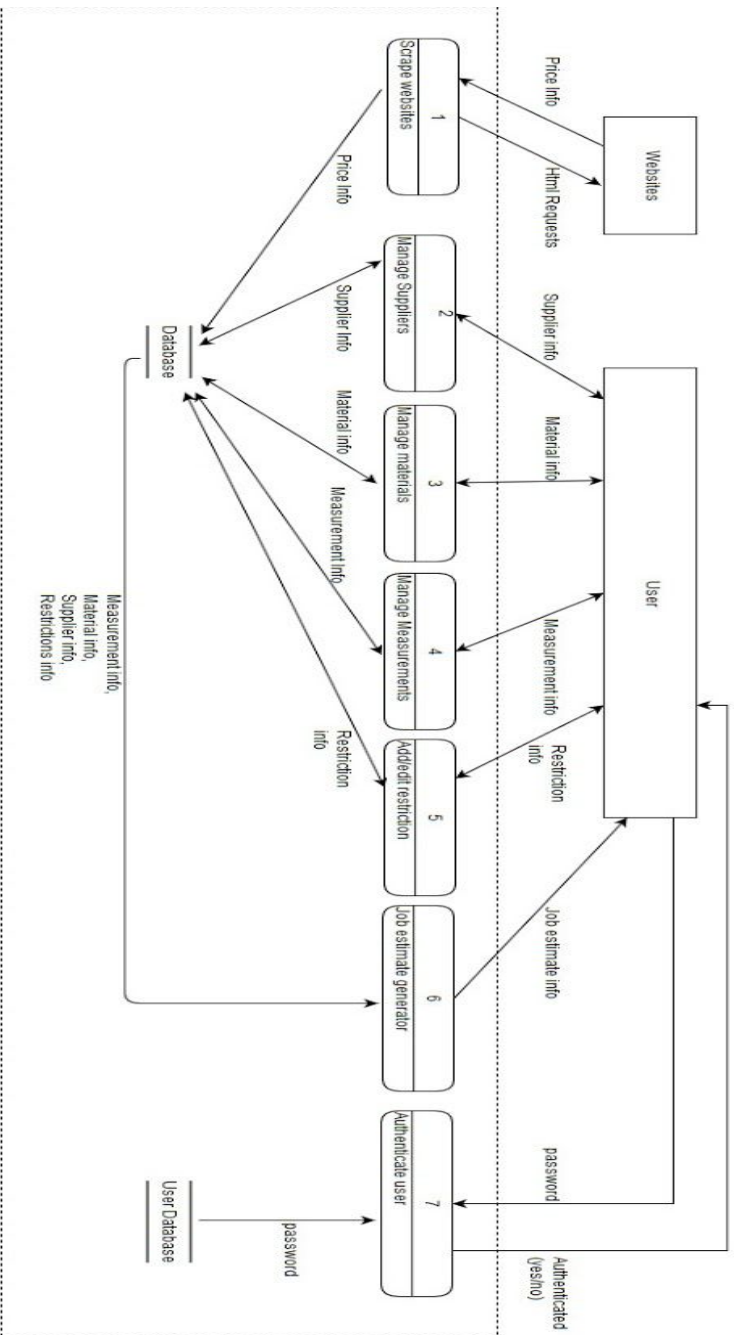 Websites
User
Price Info
Html Requests
Supplier info
Material info
Measurement info
Restriction
info
Job estimate info
password
Authenticated
(yes/no)
1
Scrape websites
2
Manage Suppliers
3
Manage materials
4
Manage Measurements
5
Add/edit restriction
6
Job estimate generator
7
Authenticate user
Price Info
Supplier Info
Material info
Measurement Info
Restriction
info
password
Database
User Database
Measurement info,
Material info,
Supplier info,
Restrictions info